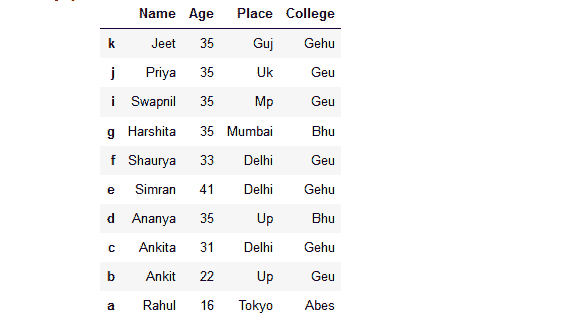 Name Age Place College
k Jeet 35 Guj Gehu
j Priya 35 Uk Geu
i Swapnil 35 Mp Geu
g Harshita 35 Mumbai Bhu
f Shaurya 33 Delhi Geu
e Simran 41 Delhi Gehu
d Ananya 35 Up Bhu
c Ankita 31 Delhi Gehu
b Ankit 22 Up Geu
a Rahul 16 Tokyo Abes